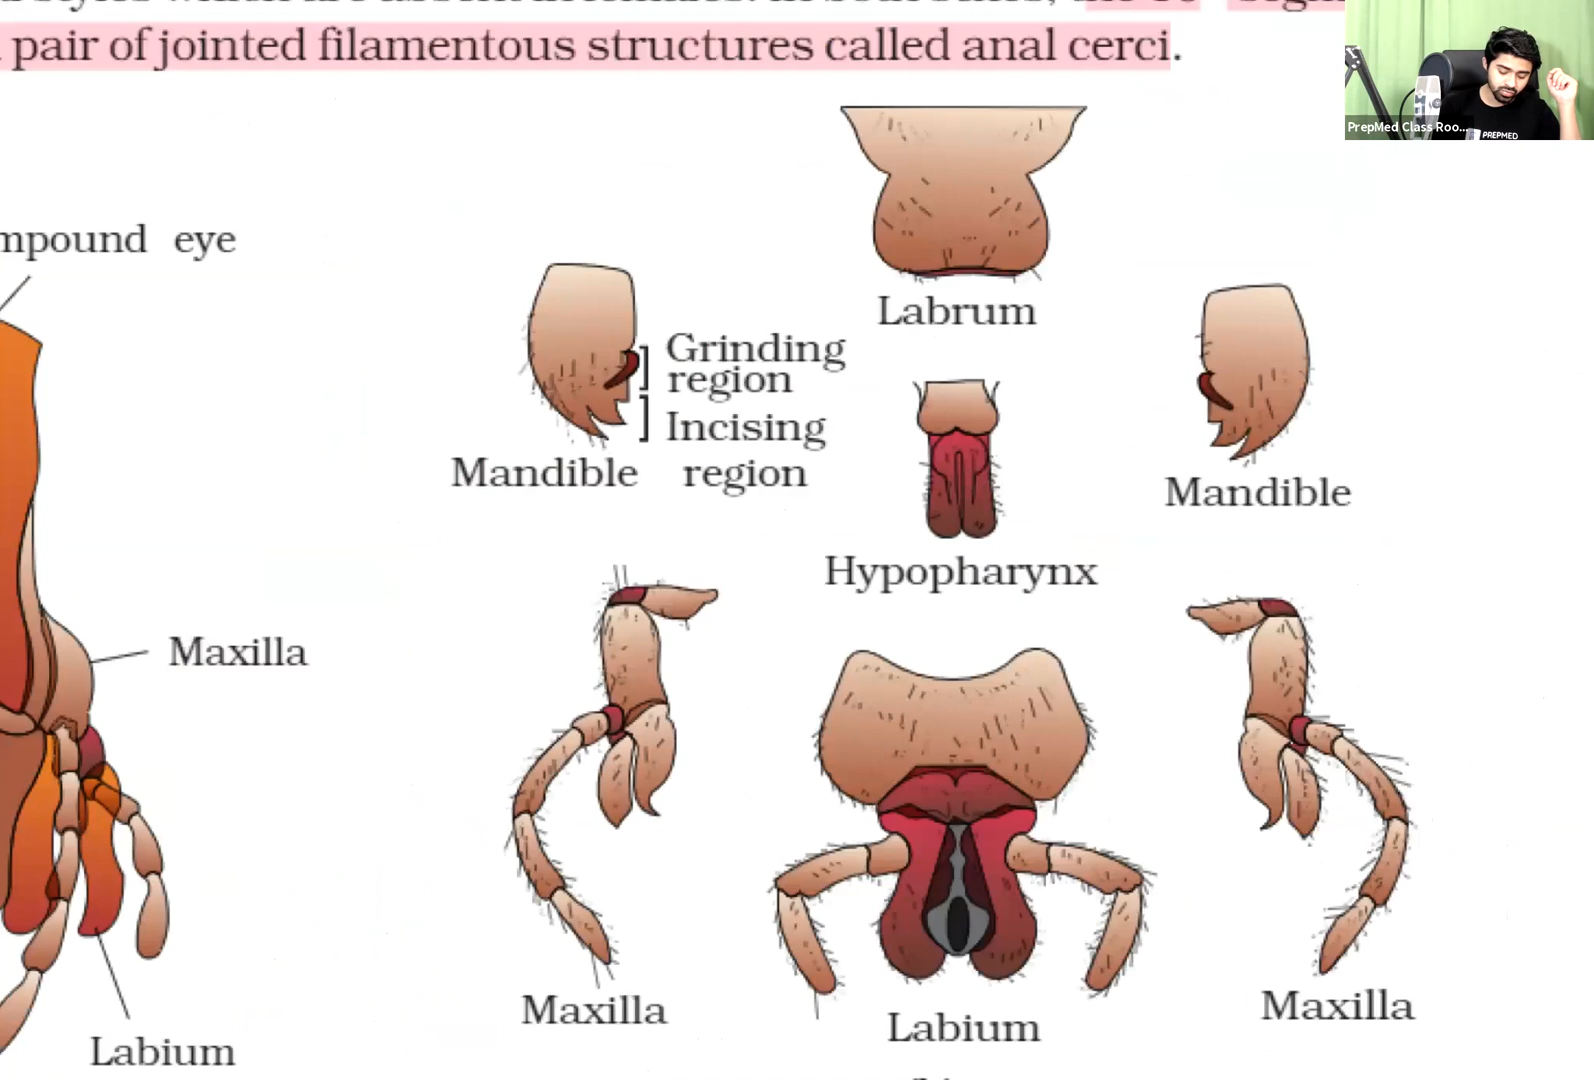 pair of jointed filamentous structures called anal cerci.
PrepMed Class Roo...
PREPMED
mpound eye
Labrum
Grinding
region
Incising
region
Mandible
Mandible
Hypopharynx
Maxilla
Maxilla
Labium
Maxilla
Labium